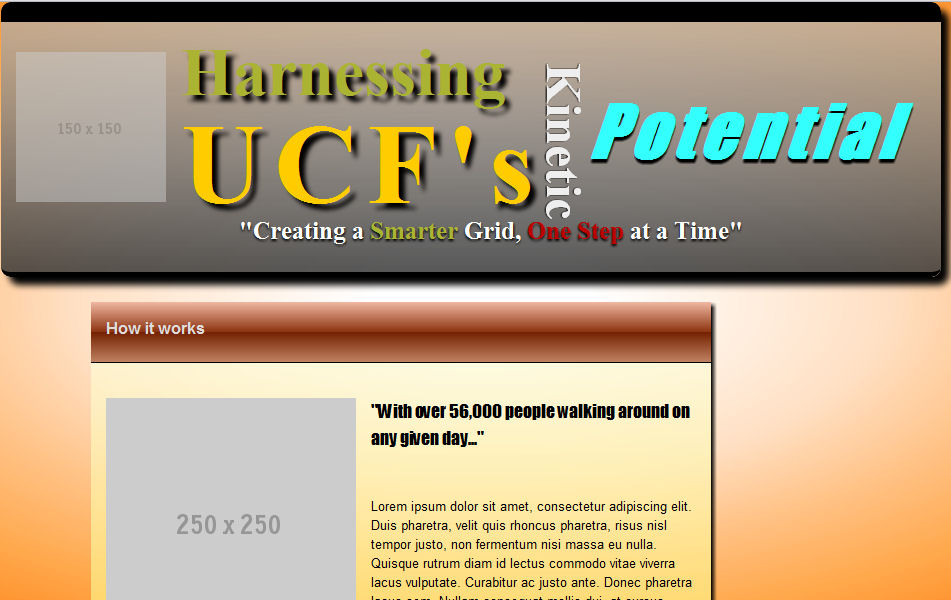 150 x 150
Harnessing
UCF's
Kinetic
Potential
"Creating a Smarter Grid, One Step at a Time"
How it works
250 x 250
"With over 56,000 people walking around on
any given day..."
Lorem ipsum dolor sit amet, consectetur adipiscing elit.
Duis pharetra, velit quis rhoncus pharetra, risus nisl
tempor justo, non fermentum nisi massa eu nulla.
Quisque rutrum diam id lectus commodo vitae viverra
lacus vulputate. Curabitur ac justo ante. Donec pharetra